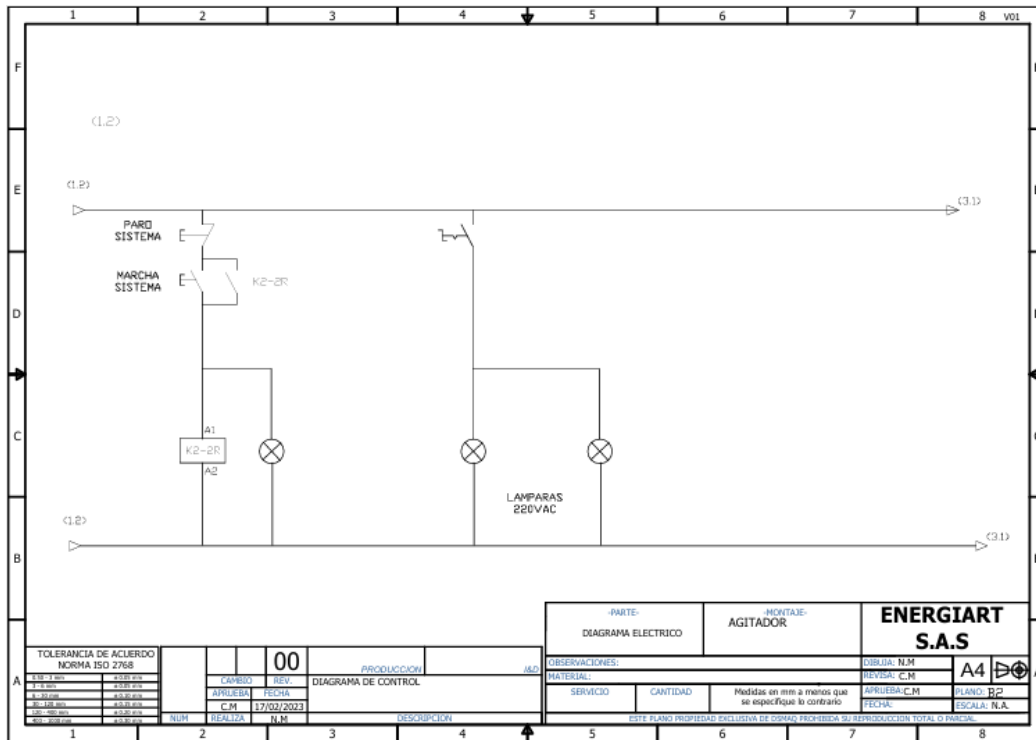 1 2 3 4 5 6 7 8 V01
F
(1.2)
E
(1.2)
(3.1)
PARO
SISTEMA
MARCHA
SISTEMA
K2-2R
D
C
A1
K2-2R
A2
LAMPARAS
220VAC
(1.2)
(3.1)
B
A
TOLERANCIA DE ACUERDO
NORMA ISO 2768
00
CAMBIO REV.
APRUEBA FECHA
C.M 17/02/2023
NUM REALIZA N.M
PRODUCCION I&D
DIAGRAMA DE CONTROL
DESCRIPCION
-PARTE-
DIAGRAMA ELECTRICO
-MONTAJE-
AGITADOR
ENERGIART
S.A.S
OBSERVACIONES:
MATERIAL:
SERVICIO CANTIDAD
Medidas en mm a menos que
se especifique lo contrario
DIBUJA: N.M
REVISA: C.M
APRUEBA: C.M
FECHA:
A4
PLANO: B2
ESCALA: N.A.
ESTE PLANO PROPIEDAD EXCLUSIVA DE OSMAQ PROHIBIDA SU REPRODUCCION TOTAL O PARCIAL.
1 2 3 4 5 6 7 8